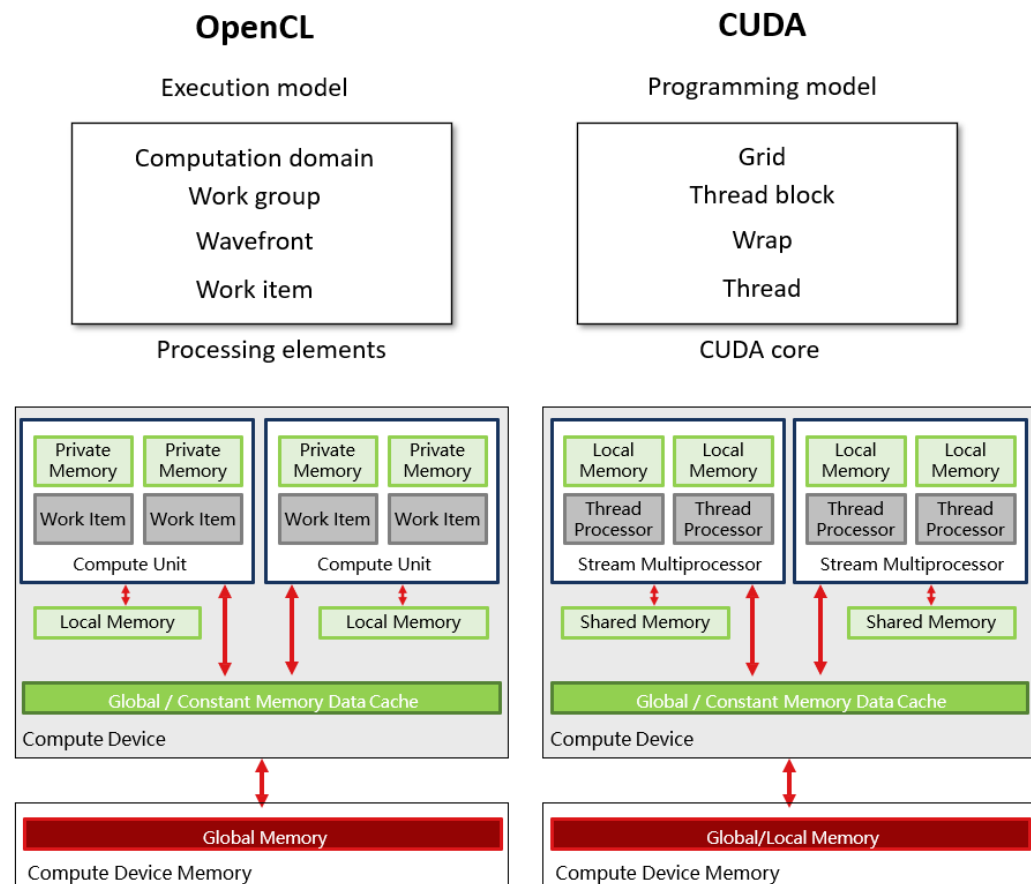 OpenCL
Execution model
Computation domain
Work group
Wavefront
Work item
Processing elements
Private
Memory
Private
Memory
Private
Memory
Private
Memory
Work Item
Work Item
Work Item
Work Item
Compute Unit
Compute Unit
Local Memory
Local Memory
Global / Constant Memory Data Cache
Compute Device
Global Memory
Compute Device Memory
CUDA
Programming model
Grid
Thread block
Wrap
Thread
CUDA core
Local
Memory
Local
Memory
Local
Memory
Local
Memory
Thread
Processor
Thread
Processor
Thread
Processor
Thread
Processor
Stream Multiprocessor
Stream Multiprocessor
Shared Memory
Shared Memory
Global / Constant Memory Data Cache
Compute Device
Global/Local Memory
Compute Device Memory